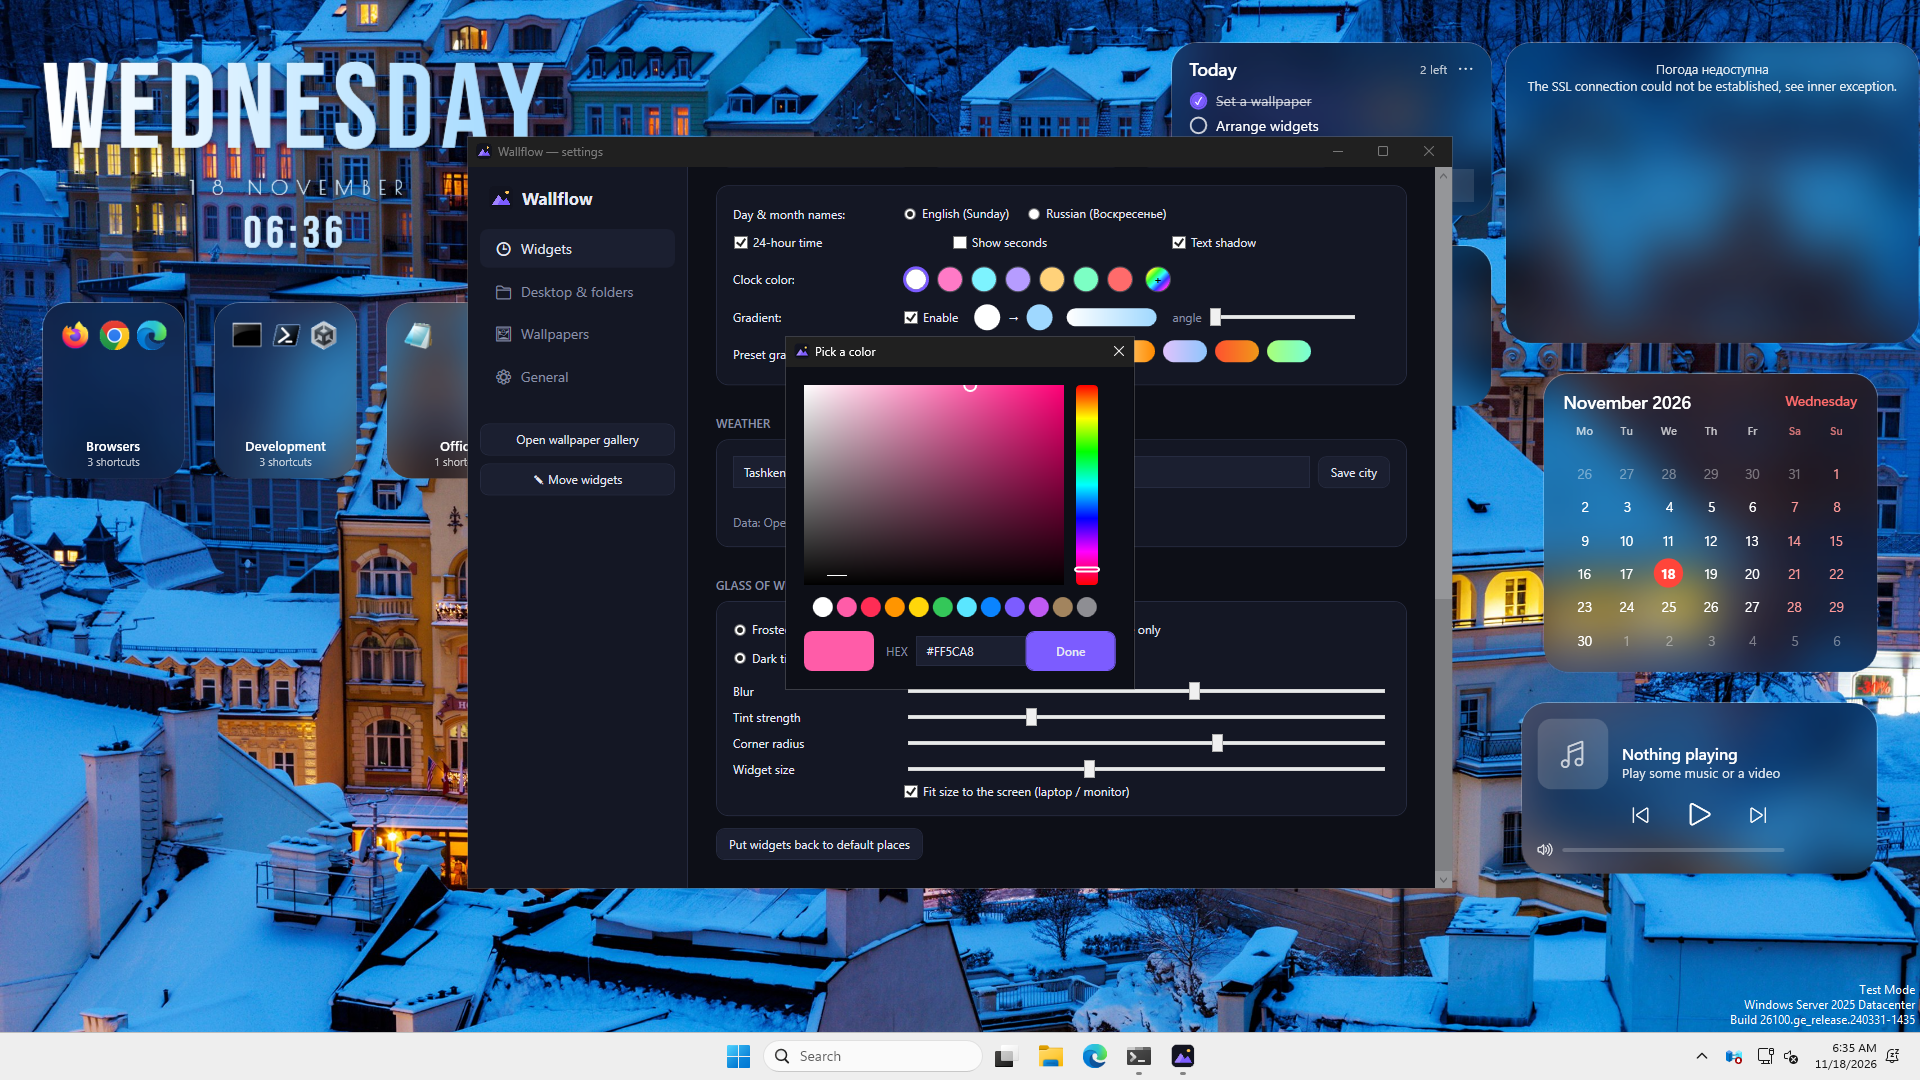 WEDNESDAY
18 NOVEMBER
06:36
Browsers
3 shortcuts
Development
3 shortcuts
Offic
1 short
Today
2 left
Set a wallpaper
Arrange widgets
Погода недоступна
The SSL connection could not be established, see inner exception.
Wallflow — settings
Wallflow
Widgets
Desktop & folders
Wallpapers
General
Open wallpaper gallery
Move widgets
Day & month names:
English (Sunday)
Russian (Воскресенье)
24-hour time
Show seconds
Text shadow
Clock color:
Gradient:
Enable
→
angle
Preset gra
Pick a color
HEX
#FF5CA8
Done
WEATHER
Tashken
Save city
Data: Ope
GLASS OF W
Froste
only
Dark ti
Blur
Tint strength
Corner radius
Widget size
Fit size to the screen (laptop / monitor)
Put widgets back to default places
November 2026
Wednesday
Mo Tu We Th Fr Sa Su
26 27 28 29 30 31 1
2 3 4 5 6 7 8
9 10 11 12 13 14 15
16 17 18 19 20 21 22
23 24 25 26 27 28 29
30 1 2 3 4 5 6
-30%
Nothing playing
Play some music or a video
Test Mode
Windows Server 2025 Datacenter
Build 26100.ge_release.240331-1435
Search
6:35 AM
11/18/2026